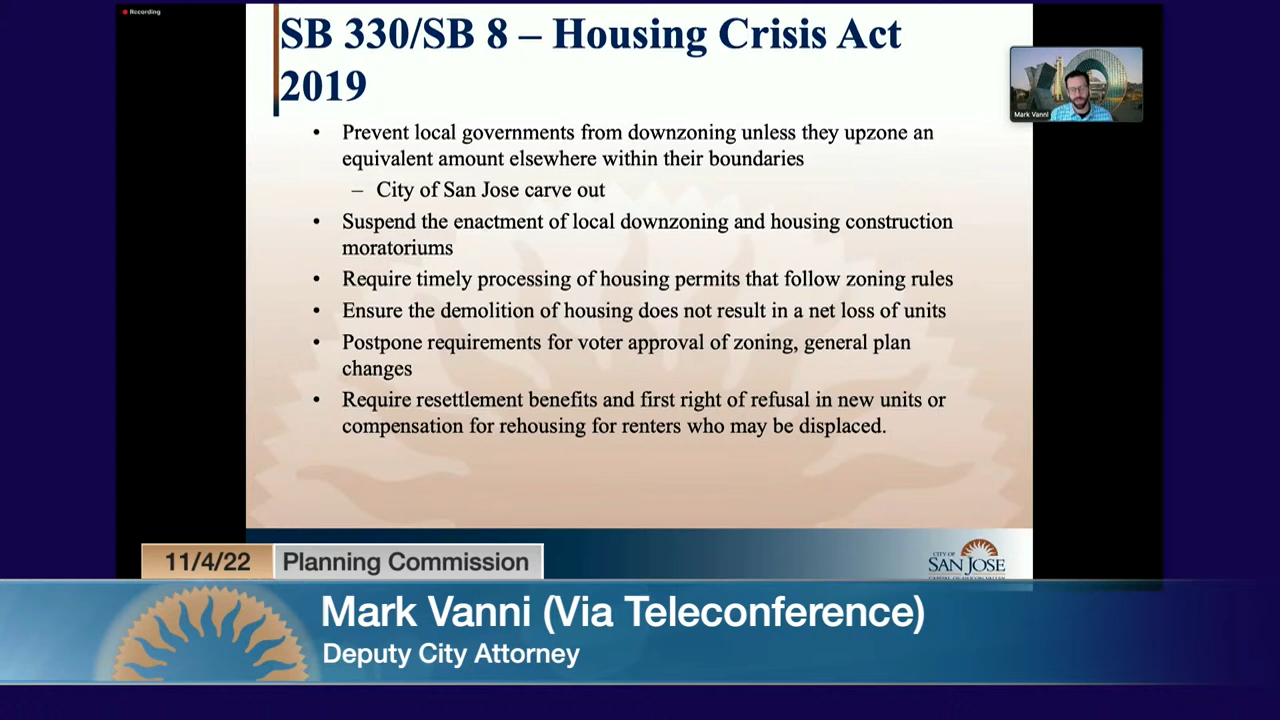 Recording
SB 330/SB 8 – Housing Crisis Act
2019
Mark Vanni
• Prevent local governments from downzoning unless they upzone an
equivalent amount elsewhere within their boundaries
– City of San Jose carve out
• Suspend the enactment of local downzoning and housing construction
moratoriums
• Require timely processing of housing permits that follow zoning rules
• Ensure the demolition of housing does not result in a net loss of units
• Postpone requirements for voter approval of zoning, general plan
changes
• Require resettlement benefits and first right of refusal in new units or
compensation for rehousing for renters who may be displaced.
CITY OF
SAN JOSE
CAPITAL OF SILICON VALLEY
11/4/22 Planning Commission
Mark Vanni (Via Teleconference)
Deputy City Attorney